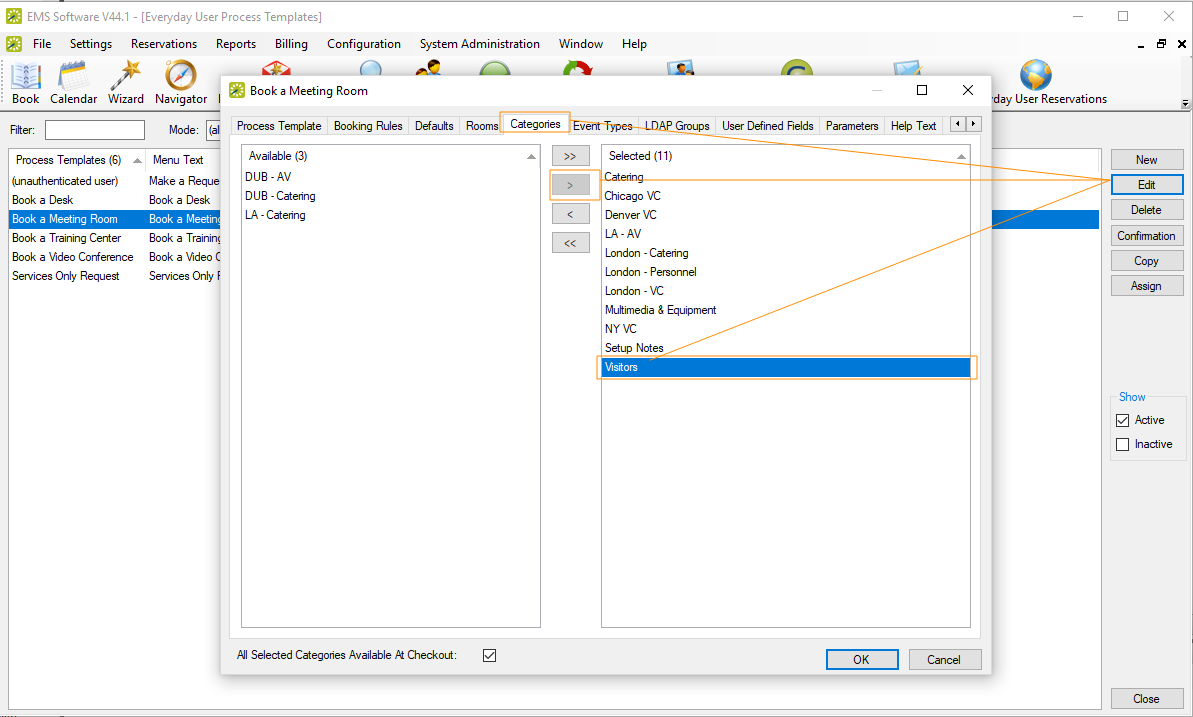 EMS Software V44.1 - [Everyday User Process Templates]
File Settings Reservations Reports Billing Configuration System Administration Window Help
Book Calendar Wizard Navigator day User Reservations
Book a Meeting Room
Filter: Mode: (al
Process Template Booking Rules Defaults Rooms Categories Event Types LDAP Groups User Defined Fields Parameters Help Text
Process Templates (6) Menu Text
(unauthenticated user) Make a Reque
Book a Desk Book a Desk
Book a Meeting Room Book a Meeting
Book a Training Center Book a Training
Book a Video Conference Book a Video C
Services Only Request Services Only R
Available (3)
DUB - AV
DUB - Catering
LA - Catering
>>
>
<
<<
Selected (11)
Catering
Chicago VC
Denver VC
LA - AV
London - Catering
London - Personnel
London - VC
Multimedia & Equipment
NY VC
Setup Notes
Visitors
New
Edit
Delete
Confirmation
Copy
Assign
Show
Active
Inactive
All Selected Categories Available At Checkout:
OK Cancel
Close